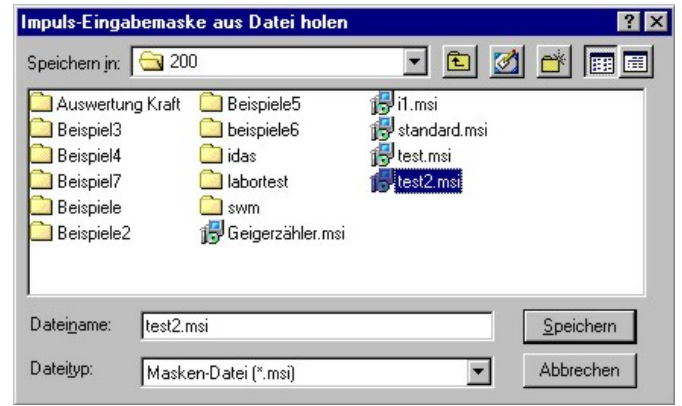 Impuls-Eingabemaske aus Datei holen
Speichern in: 200
Auswertung Kraft Beispiele5 i1.msi
Beispiel3 beispiele6 standard.msi
Beispiel4 idas test.msi
Beispiel7 labortest test2.msi
Beispiele swm
Beispiele2 Geigerzähler.msi
Dateiname: test2.msi Speichern
Dateityp: Masken-Datei (*.msi) Abbrechen